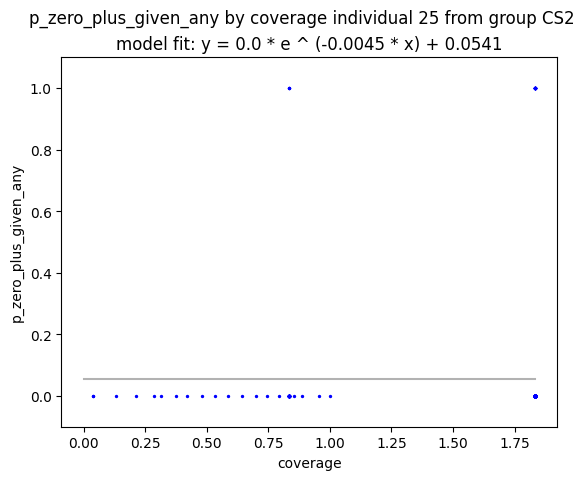 p_zero_plus_given_any by coverage individual 25 from group CS2
model fit: y = 0.0 * e ^ (-0.0045 * x) + 0.0541
1.0
0.8
0.6
0.4
0.2
0.0
p_zero_plus_given_any
0.00 0.25 0.50 0.75 1.00 1.25 1.50 1.75
coverage